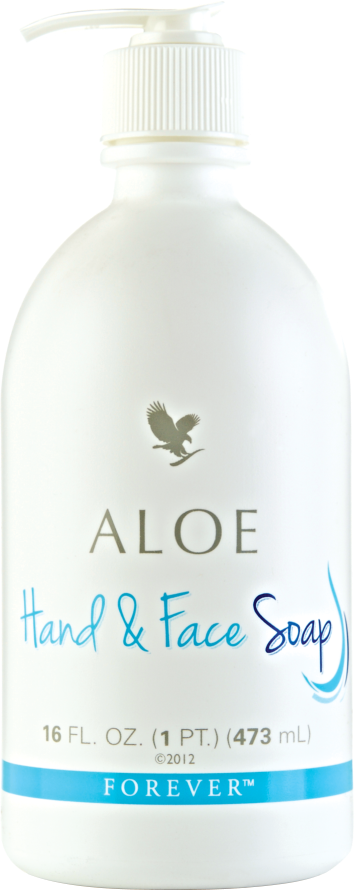 ALOE
Hand & Face Soap
16 FL. OZ. (1 PT.) (473 mL)
©2012
FOREVER™